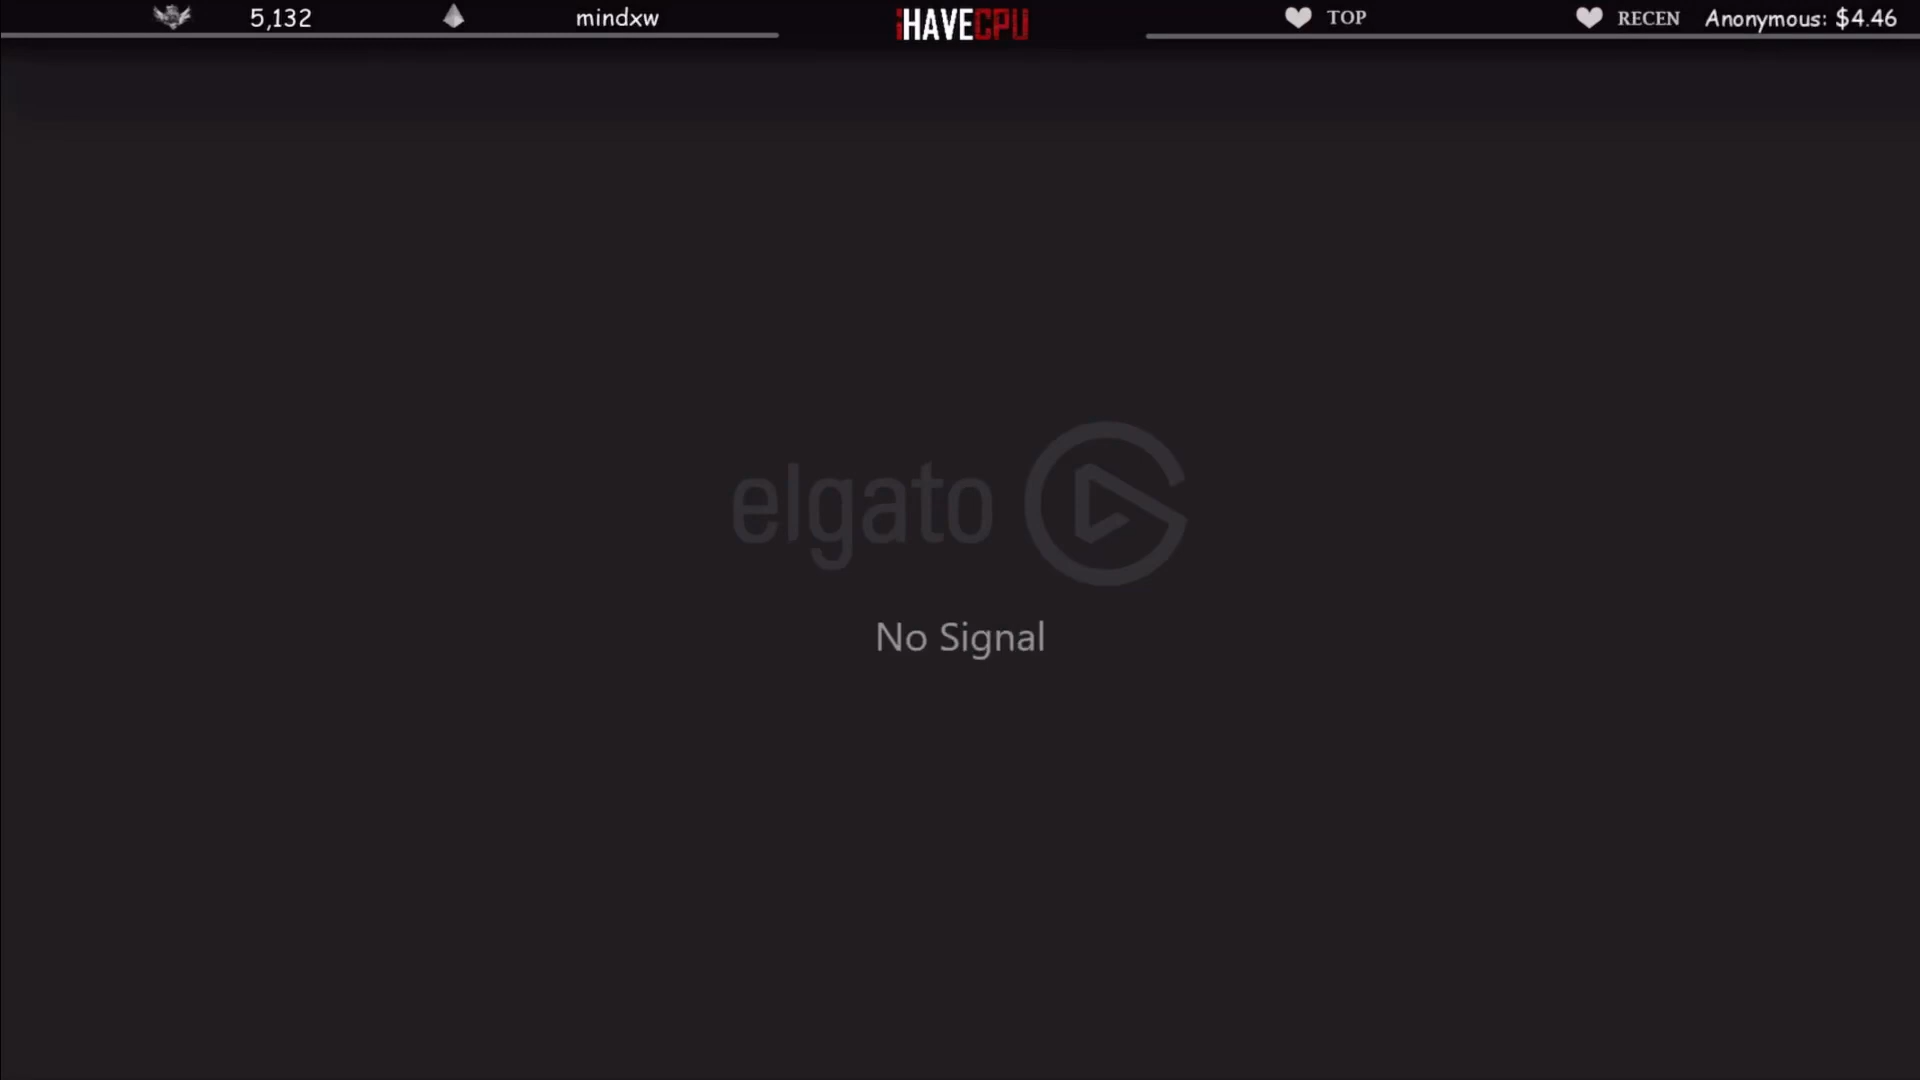 5,132
mindxw
iHAVECPU
TOP
RECEN
Anonymous: $4.46
elgato
No Signal